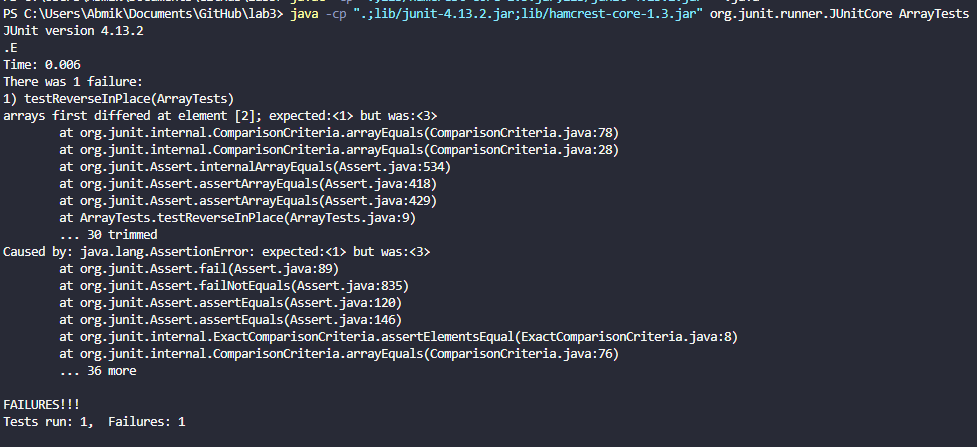 PS C:\Users\Abmik\Documents\GitHub\lab3> java -cp ".;lib/junit-4.13.2.jar;lib/hamcrest-core-1.3.jar" org.junit.runner.JUnitCore ArrayTests
JUnit version 4.13.2
.E
Time: 0.006
There was 1 failure:
1) testReverseInPlace(ArrayTests)
arrays first differed at element [2]; expected:<1> but was:<3>
        at org.junit.internal.ComparisonCriteria.arrayEquals(ComparisonCriteria.java:78)
        at org.junit.internal.ComparisonCriteria.arrayEquals(ComparisonCriteria.java:28)
        at org.junit.Assert.internalArrayEquals(Assert.java:534)
        at org.junit.Assert.assertArrayEquals(Assert.java:418)
        at org.junit.Assert.assertArrayEquals(Assert.java:429)
        at ArrayTests.testReverseInPlace(ArrayTests.java:9)
        ... 30 trimmed
Caused by: java.lang.AssertionError: expected:<1> but was:<3>
        at org.junit.Assert.fail(Assert.java:89)
        at org.junit.Assert.failNotEquals(Assert.java:835)
        at org.junit.Assert.assertEquals(Assert.java:120)
        at org.junit.Assert.assertEquals(Assert.java:146)
        at org.junit.internal.ExactComparisonCriteria.assertElementsEqual(ExactComparisonCriteria.java:8)
        at org.junit.internal.ComparisonCriteria.arrayEquals(ComparisonCriteria.java:76)
        ... 36 more

FAILURES!!!
Tests run: 1,  Failures: 1